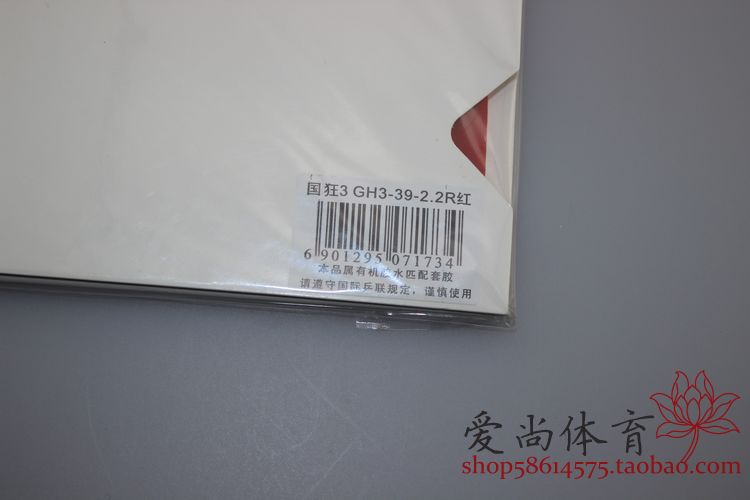 国狂3 GH3-39-2.2R红
6 901295 071734
本品属有机胶水匹配套胶
请遵守国际乒联规定，谨慎使用
爱尚体育
shop58614575.taobao.com